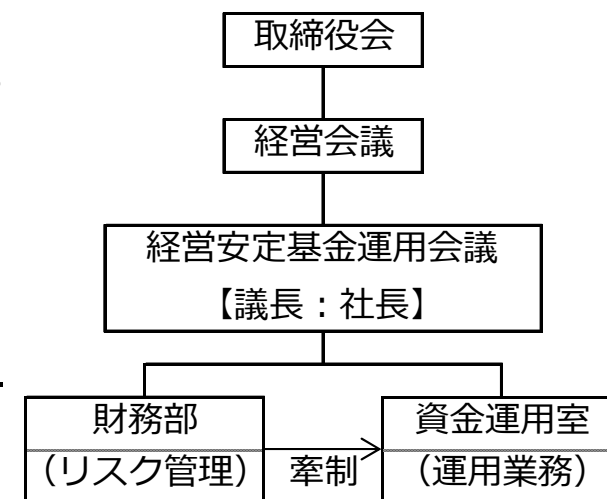 取締役会
経営会議
経営安定基金運用会議
【議長：社長】
財務部
（リスク管理）
牽制
資金運用室
（運用業務）